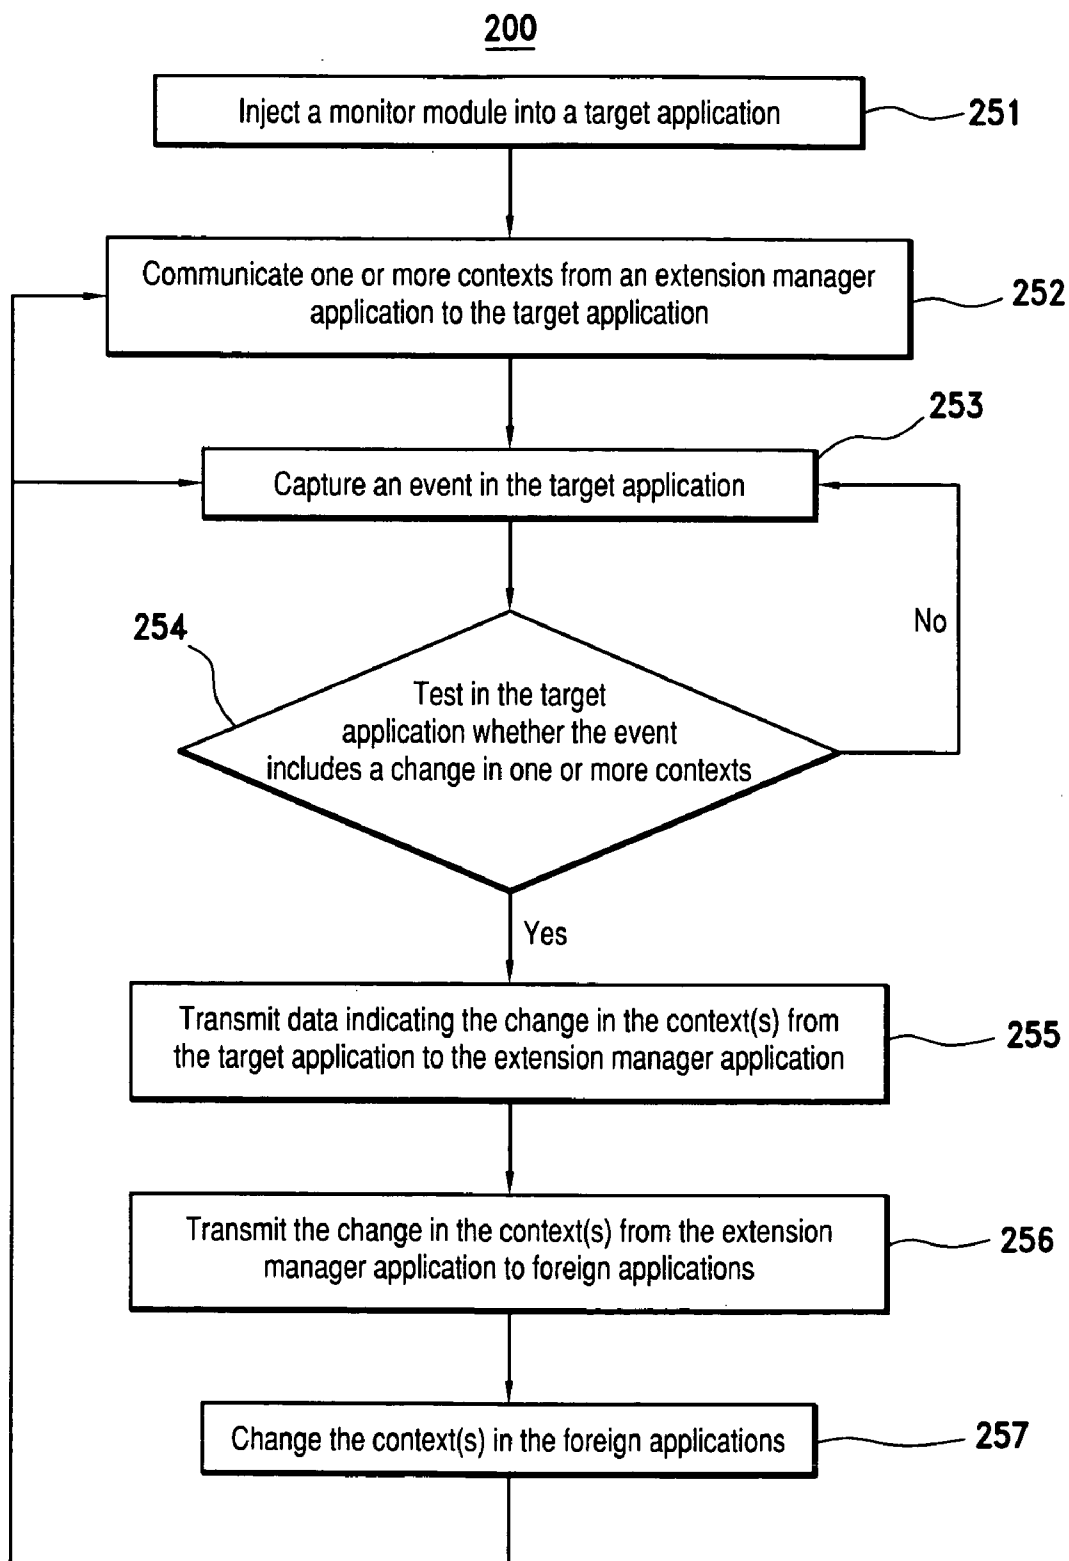 200
Inject a monitor module into a target application
251
Communicate one or more contexts from an extension manager
application to the target application
252
253
Capture an event in the target application
No
254
Test in the target
application whether the event
includes a change in one or more contexts
Yes
Transmit data indicating the change in the context(s) from
the target application to the extension manager application
255
Transmit the change in the context(s) from the extension
manager application to foreign applications
256
Change the context(s) in the foreign applications
257